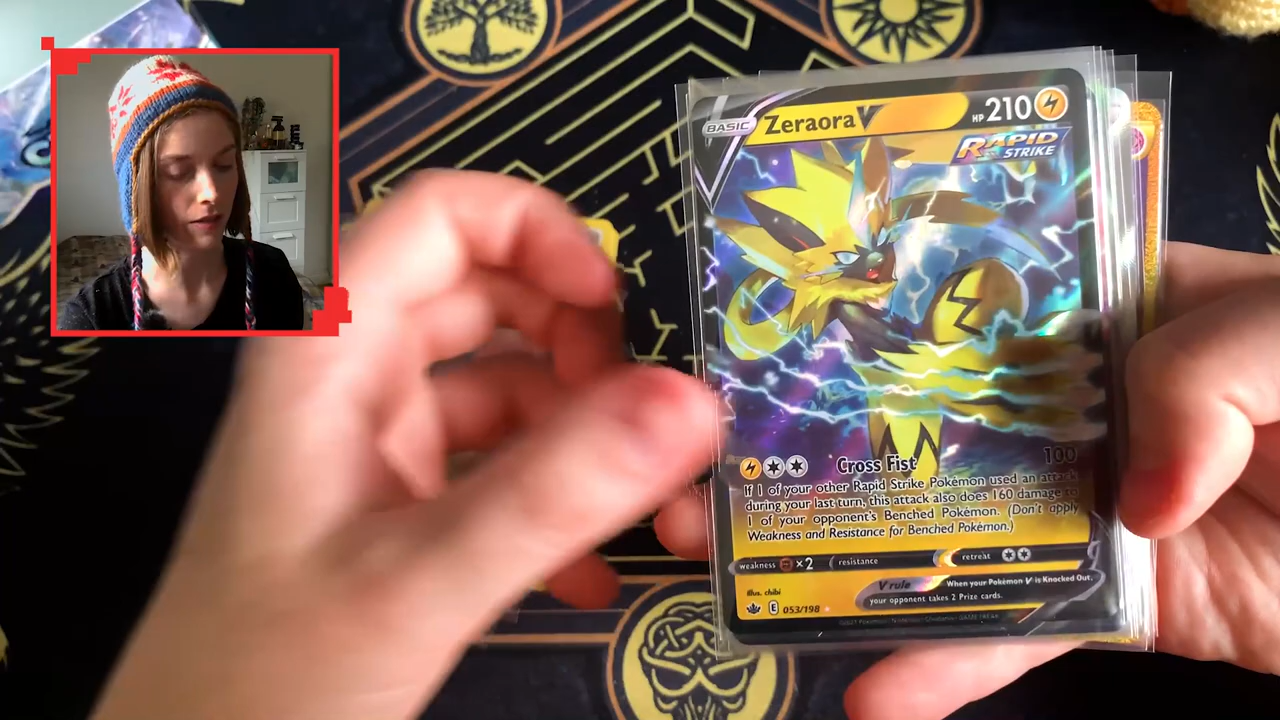 BASIC
Zeraora V
HP 210
RAPID
STRIKE
Cross Fist 100
If 1 of your other Rapid Strike Pokémon used an attack
during your last turn, this attack also does 160 damage to
1 of your opponent's Benched Pokémon. (Don't apply
Weakness and Resistance for Benched Pokémon.)
weakness ×2 resistance retreat
V rule When your Pokémon V is Knocked Out,
your opponent takes 2 Prize cards.
Illus. chibi
E 053/198